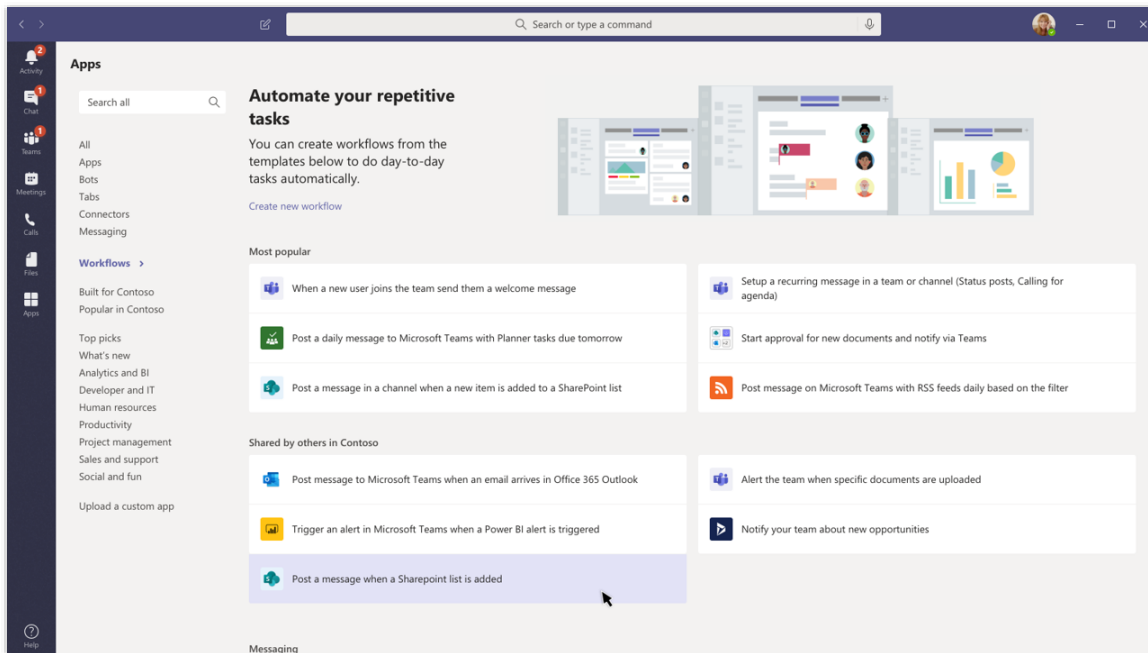 Search or type a command
2
Activity
1
Chat
1
Teams
Meetings
Calls
Files
Apps
Help
Apps
Search all
All
Apps
Bots
Tabs
Connectors
Messaging
Workflows
Built for Contoso
Popular in Contoso
Top picks
What's new
Analytics and BI
Developer and IT
Human resources
Productivity
Project management
Sales and support
Social and fun
Upload a custom app
Automate your repetitive
tasks
You can create workflows from the
templates below to do day-to-day
tasks automatically.
Create new workflow
Most popular
When a new user joins the team send them a welcome message
Setup a recurring message in a team or channel (Status posts, Calling for
agenda)
Post a daily message to Microsoft Teams with Planner tasks due tomorrow
Start approval for new documents and notify via Teams
Post a message in a channel when a new item is added to a SharePoint list
Post message on Microsoft Teams with RSS feeds daily based on the filter
Shared by others in Contoso
Post message to Microsoft Teams when an email arrives in Office 365 Outlook
Alert the team when specific documents are uploaded
Trigger an alert in Microsoft Teams when a Power BI alert is triggered
Notify your team about new opportunities
Post a message when a Sharepoint list is added
Messaging